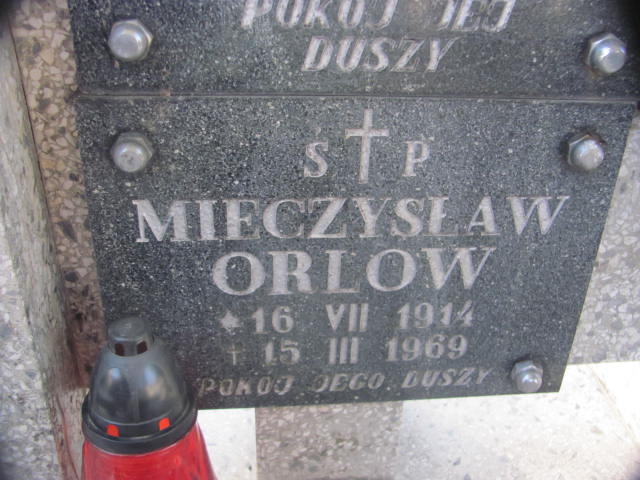 POKÓJ JEJ
DUSZY
Ś P
MIECZYSŁAW
ORLOW
* 16 VII 1914
† 15 III 1969
POKÓJ JEGO DUSZY